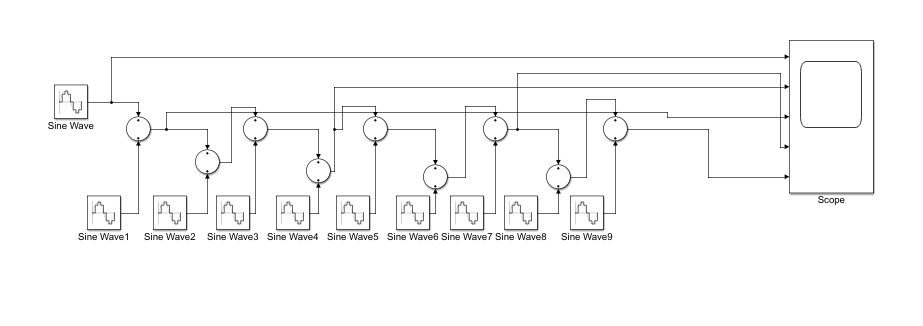 Sine Wave
Scope
Sine Wave1
Sine Wave2
Sine Wave3
Sine Wave4
Sine Wave5
Sine Wave6
Sine Wave7
Sine Wave8
Sine Wave9